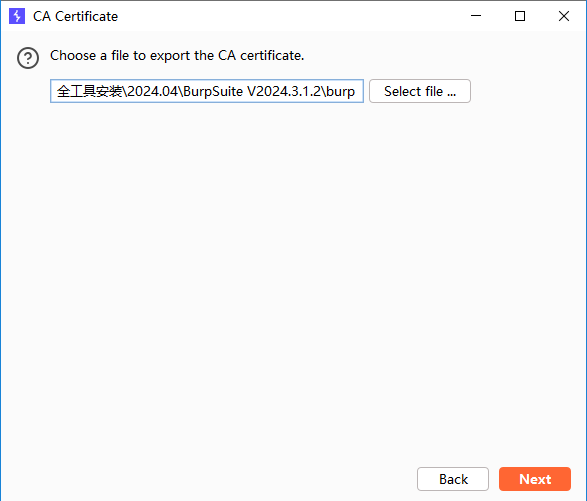 CA Certificate
Choose a file to export the CA certificate.
全工具安装\2024.04\BurpSuite V2024.3.1.2\burp
Select file ...
Back
Next